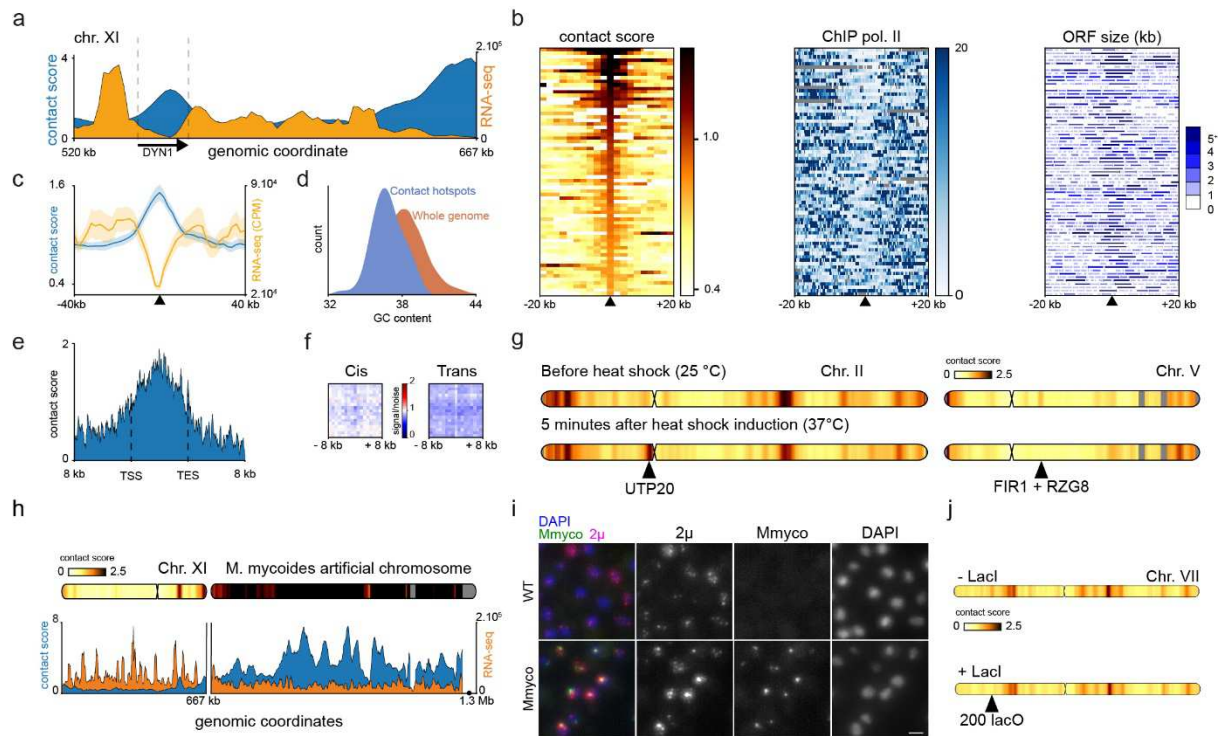 a
chr. XI
4
contact score
0
2.10⁵
RNA-seq
0
520 kb
DYN1
genomic coordinate
667 kb
b
contact score
1.0
0.4
-20 kb
+20 kb
ChIP pol. II
20
0
-20 kb
+20 kb
ORF size (kb)
5⁺
4
3
2
1
0
-20 kb
+20 kb
c
1.6
contact score
0.4
9.10⁴
RNA-seq (CPM)
2.10⁴
-40kb
40 kb
d
Contact hotspots
Whole genome
count
32
38
44
GC content
e
2
contact score
0
8 kb
TSS
TES
8 kb
f
Cis
Trans
2
1
0
signal/noise
- 8 kb
+ 8 kb
- 8 kb
+ 8 kb
g
Before heat shock (25 °C)
Chr. II
contact score
0
2.5
Chr. V
5 minutes after heat shock induction (37°C)
UTP20
FIR1 + RZG8
h
contact score
0
2.5
Chr. XI
M. mycoides artificial chromosome
8
contact score
0
2.10⁵
RNA-seq
0
667 kb
1.3 Mb
genomic coordinates
i
DAPI
Mmyco 2µ
2µ
Mmyco
DAPI
WT
Mmyco
j
- LacI
Chr. VII
contact score
0
2.5
+ LacI
200 lacO